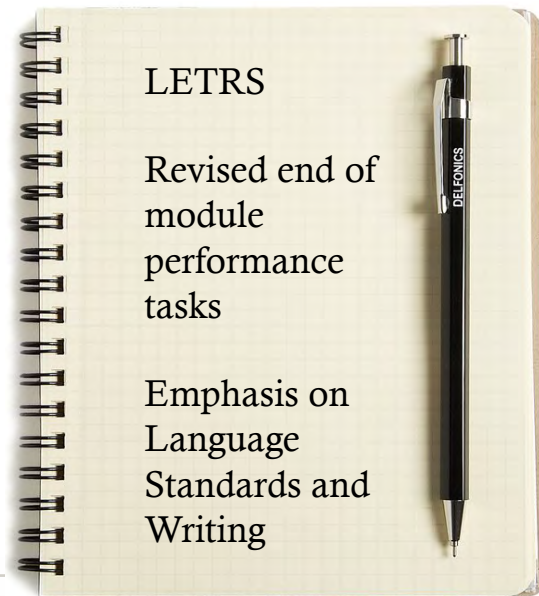 LETRS
Revised end of
module
performance
tasks
Emphasis on
Language
Standards and
Writing
DELFONICS